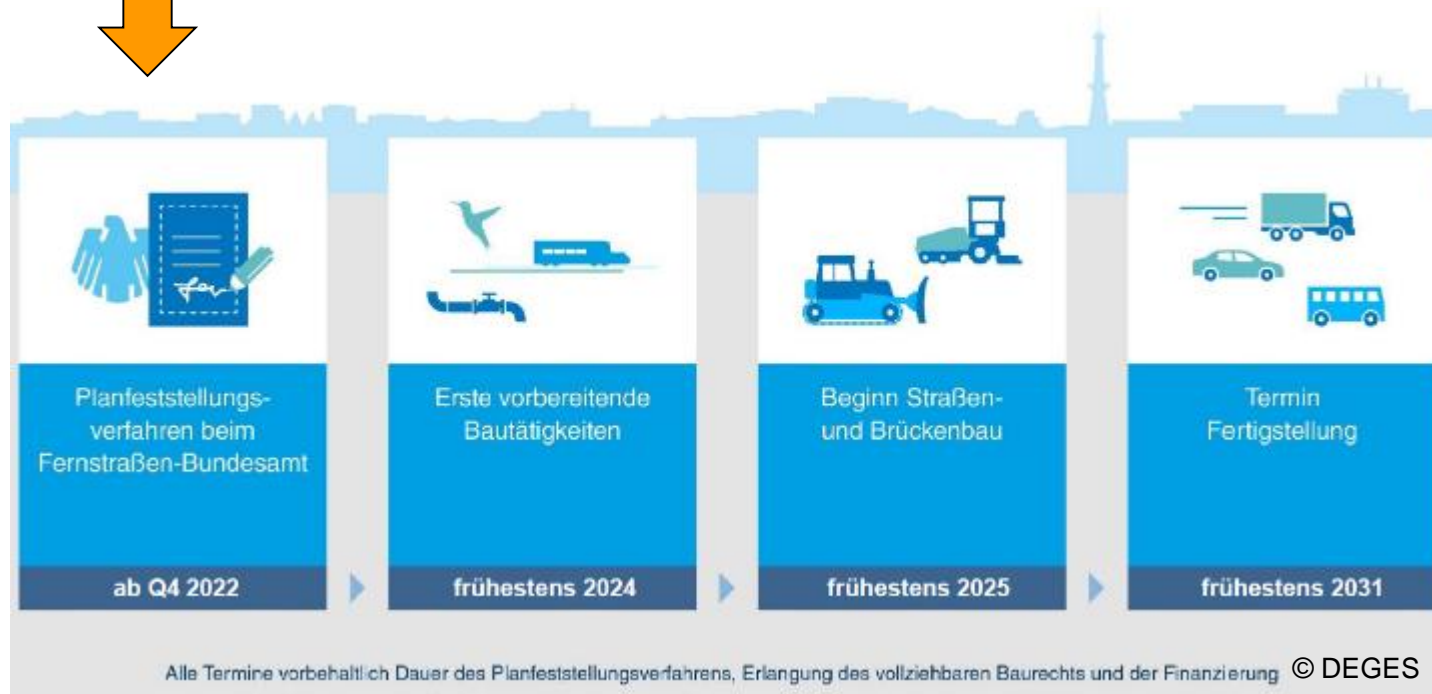 Planfeststellungs-
verfahren beim
Fernstraßen-Bundesamt
ab Q4 2022
Erste vorbereitende
Bautätigkeiten
frühestens 2024
Beginn Straßen-
und Brückenbau
frühestens 2025
Termin
Fertigstellung
frühestens 2031
Alle Termine vorbehaltlich Dauer des Planfeststellungsverfahrens, Erlangung des vollziehbaren Baurechts und der Finanzierung © DEGES